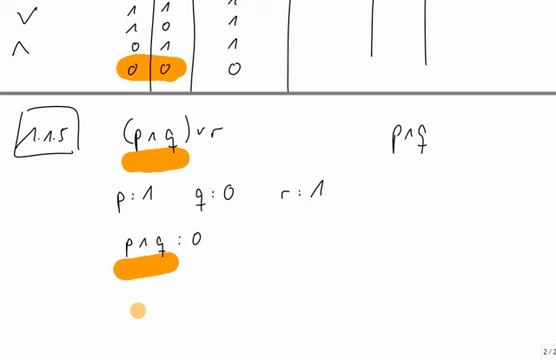 1 1 1
∨ 1 0 1
∧ 0 1 1
0 0 0
1.1.5 (p∧q)∨r p∧q
p:1 q:0 r:1
p∧q:0
2/2